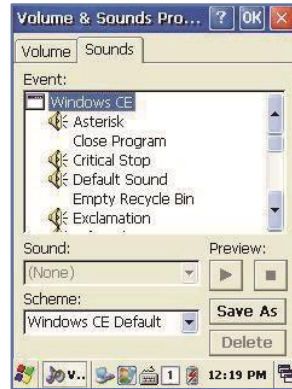 Volume & Sounds Pro... ? OK ×
Volume Sounds
Event:
Windows CE
Asterisk
Close Program
Critical Stop
Default Sound
Empty Recycle Bin
Exclamation
Sound: Preview:
(None)
Scheme:
Windows CE Default
Save As
Delete
V.. 1 12:19 PM